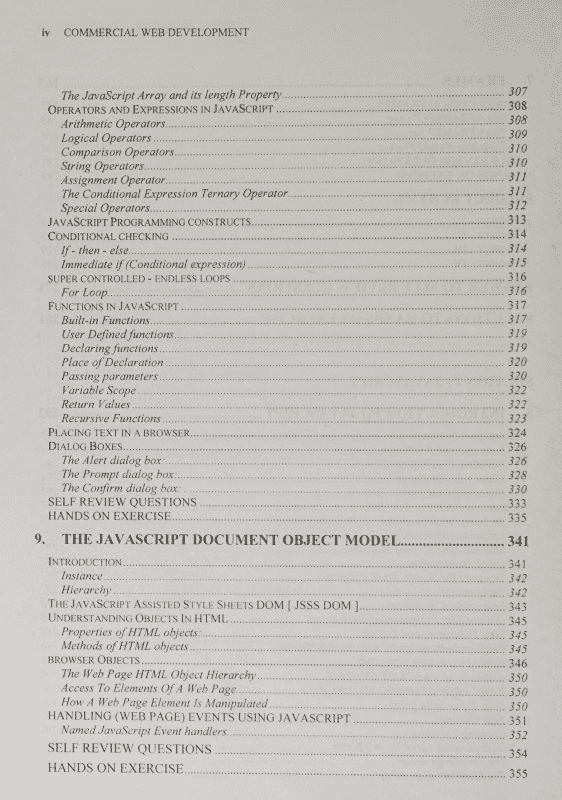 iv COMMERCIAL WEB DEVELOPMENT
The JavaScript Array and its length Property 307
OPERATORS AND EXPRESSIONS IN JAVASCRIPT 308
Arithmetic Operators 308
Logical Operators 309
Comparison Operators 310
String Operators 310
Assignment Operator 311
The Conditional Expression Ternary Operator 311
Special Operators 312
JAVASCRIPT PROGRAMMING CONSTRUCTS 313
CONDITIONAL CHECKING 314
If - then - else 314
Immediate if (Conditional expression) 315
SUPER CONTROLLED - ENDLESS LOOPS 316
For Loop 316
FUNCTIONS IN JAVASCRIPT 317
Built-in Functions 317
User Defined functions 319
Declaring functions 319
Place of Declaration 320
Passing parameters 320
Variable Scope 322
Return Values 322
Recursive Functions 323
PLACING TEXT IN A BROWSER 324
DIALOG BOXES 326
The Alert dialog box: 326
The Prompt dialog box: 328
The Confirm dialog box: 330
SELF REVIEW QUESTIONS 333
HANDS ON EXERCISE 335
9. THE JAVASCRIPT DOCUMENT OBJECT MODEL 341
INTRODUCTION 341
Instance 342
Hierarchy 342
THE JAVASCRIPT ASSISTED STYLE SHEETS DOM [ JSSS DOM ] 343
UNDERSTANDING OBJECTS IN HTML 345
Properties of HTML objects: 345
Methods of HTML objects 345
BROWSER OBJECTS 346
The Web Page HTML Object Hierarchy 350
Access To Elements Of A Web Page 350
How A Web Page Element Is Manipulated 350
HANDLING (WEB PAGE) EVENTS USING JAVASCRIPT 351
Named JavaScript Event handlers 352
SELF REVIEW QUESTIONS 354
HANDS ON EXERCISE 355